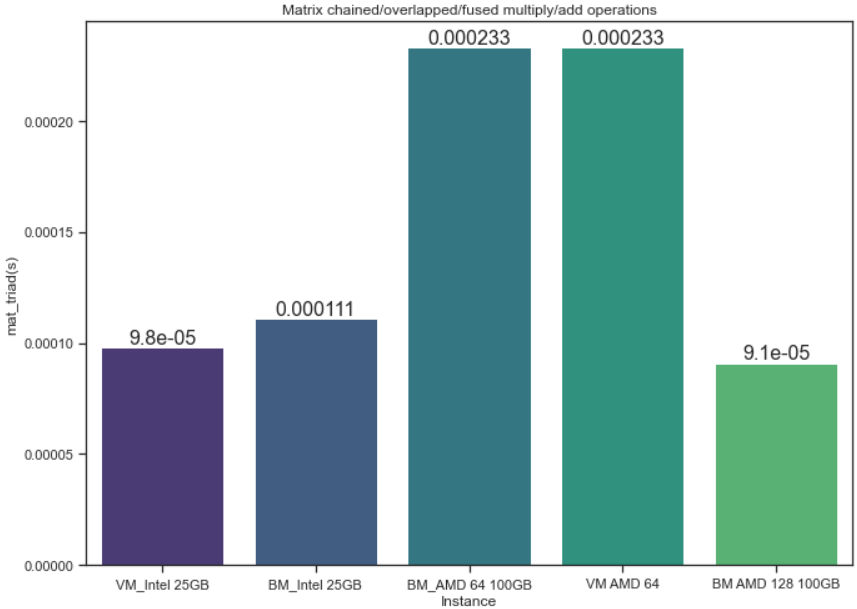 Matrix chained/overlapped/fused multiply/add operations
0.000233
0.000233
0.00020
0.00015
mat_triad(s)
0.000111
9.8e-05
0.00010
9.1e-05
0.00005
0.00000
VM_Intel 25GB
BM_Intel 25GB
BM_AMD 64 100GB
VM AMD 64
BM AMD 128 100GB
Instance